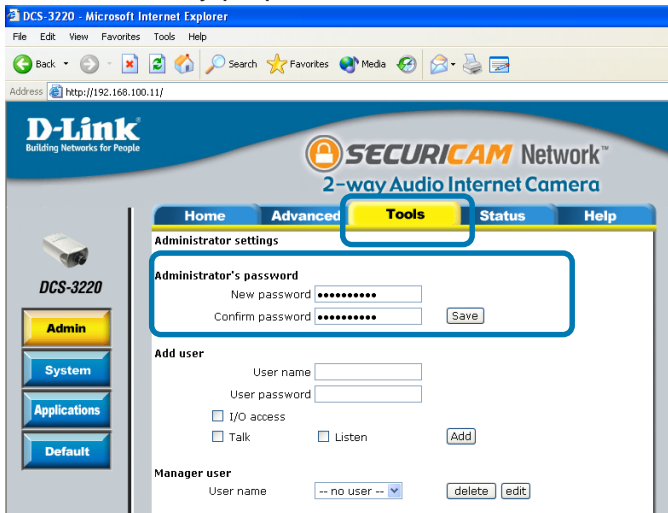 DCS-3220 - Microsoft Internet Explorer
File Edit View Favorites Tools Help
Back Search Favorites Media
Address http://192.168.100.11/
D-Link
Building Networks for People
SECURICAM Network™
2-way Audio Internet Camera
Home Advanced Tools Status Help
Administrator settings
DCS-3220
Administrator's password
New password ••••••••••
Confirm password •••••••••• Save
Admin
System
Applications
Default
Add user
User name
User password
I/O access
Talk Listen Add
Manager user
User name -- no user -- delete edit